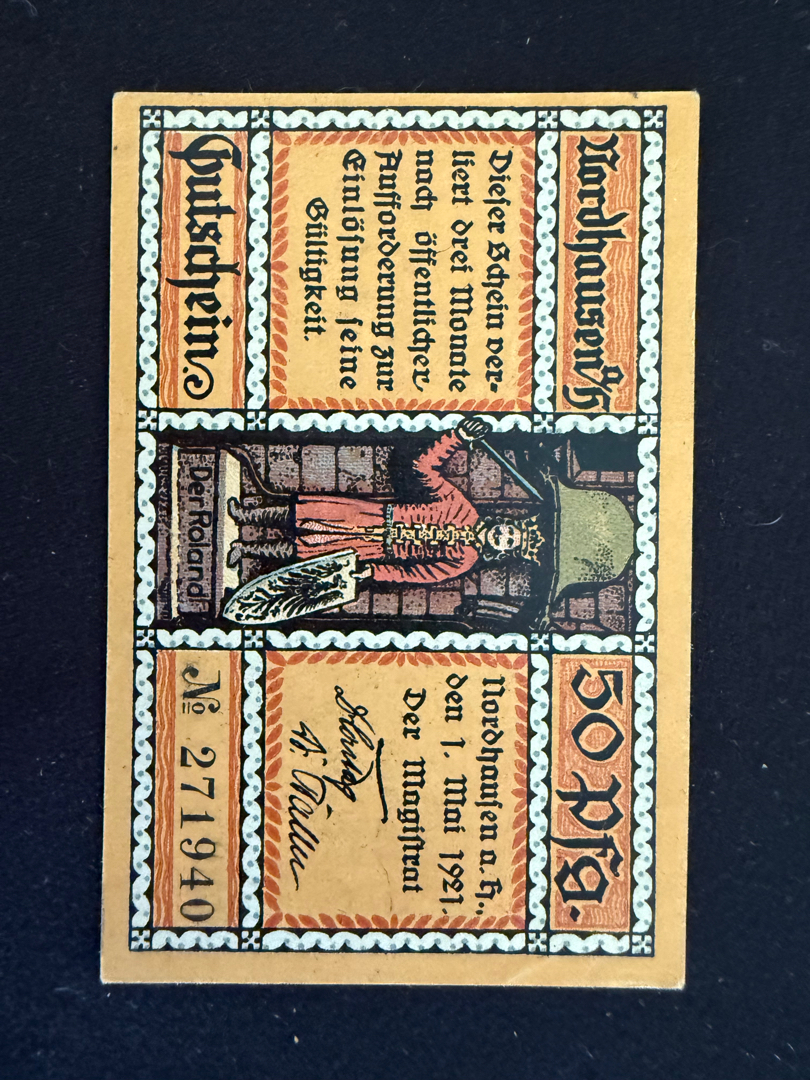 Nordhausen a/h
Dieser Schein ver-
liert drei Monate
nach öffentlicher
Aufforderung zur
Einlösung seine
Gültigkeit.
Gutschein
Der Roland
50 Pfg.
Nordhausen a. h.,
den 1. Mai 1921.
Der Magistrat
№ 271940